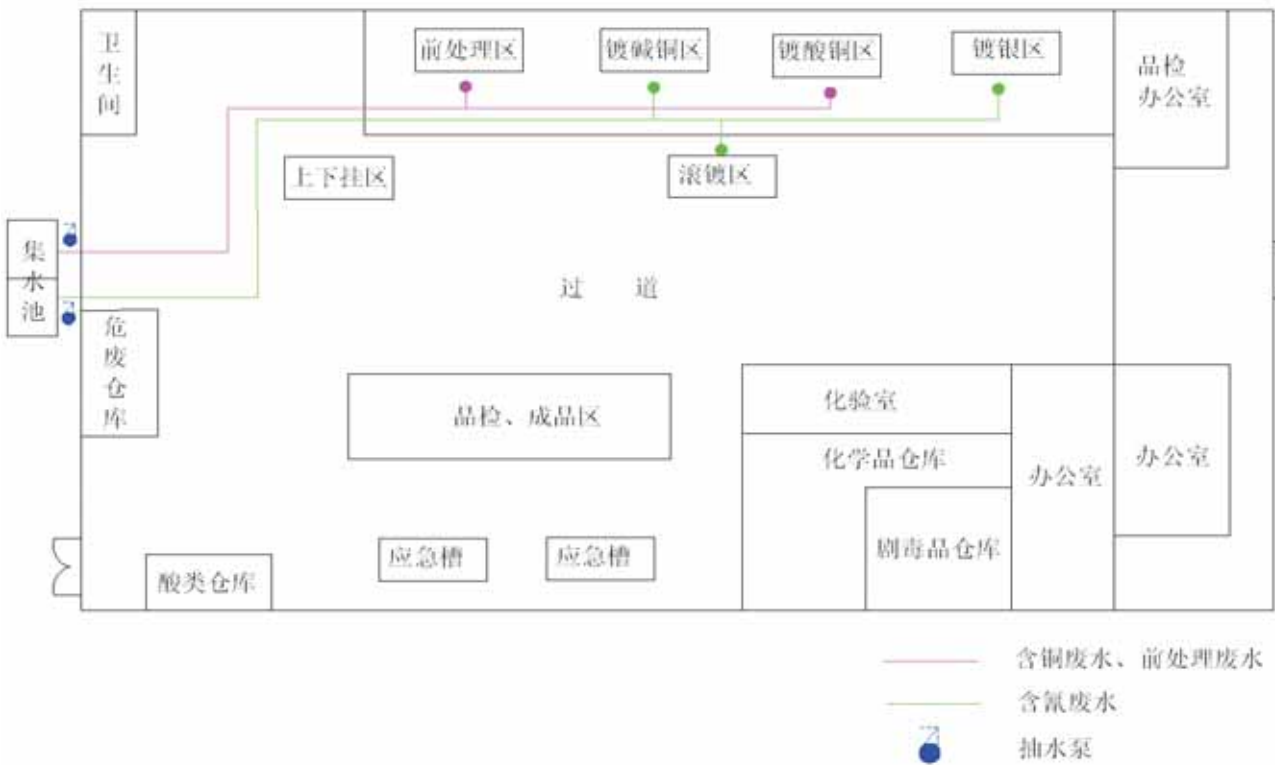 卫生间
前处理区
镀碱铜区
镀酸铜区
镀银区
品检
办公室
上下挂区
滚镀区
集水池
过 道
危废仓库
品检、成品区
化验室
化学品仓库
办公室
办公室
剧毒品仓库
应急槽
应急槽
酸类仓库
含铜废水、前处理废水
含氰废水
抽水泵